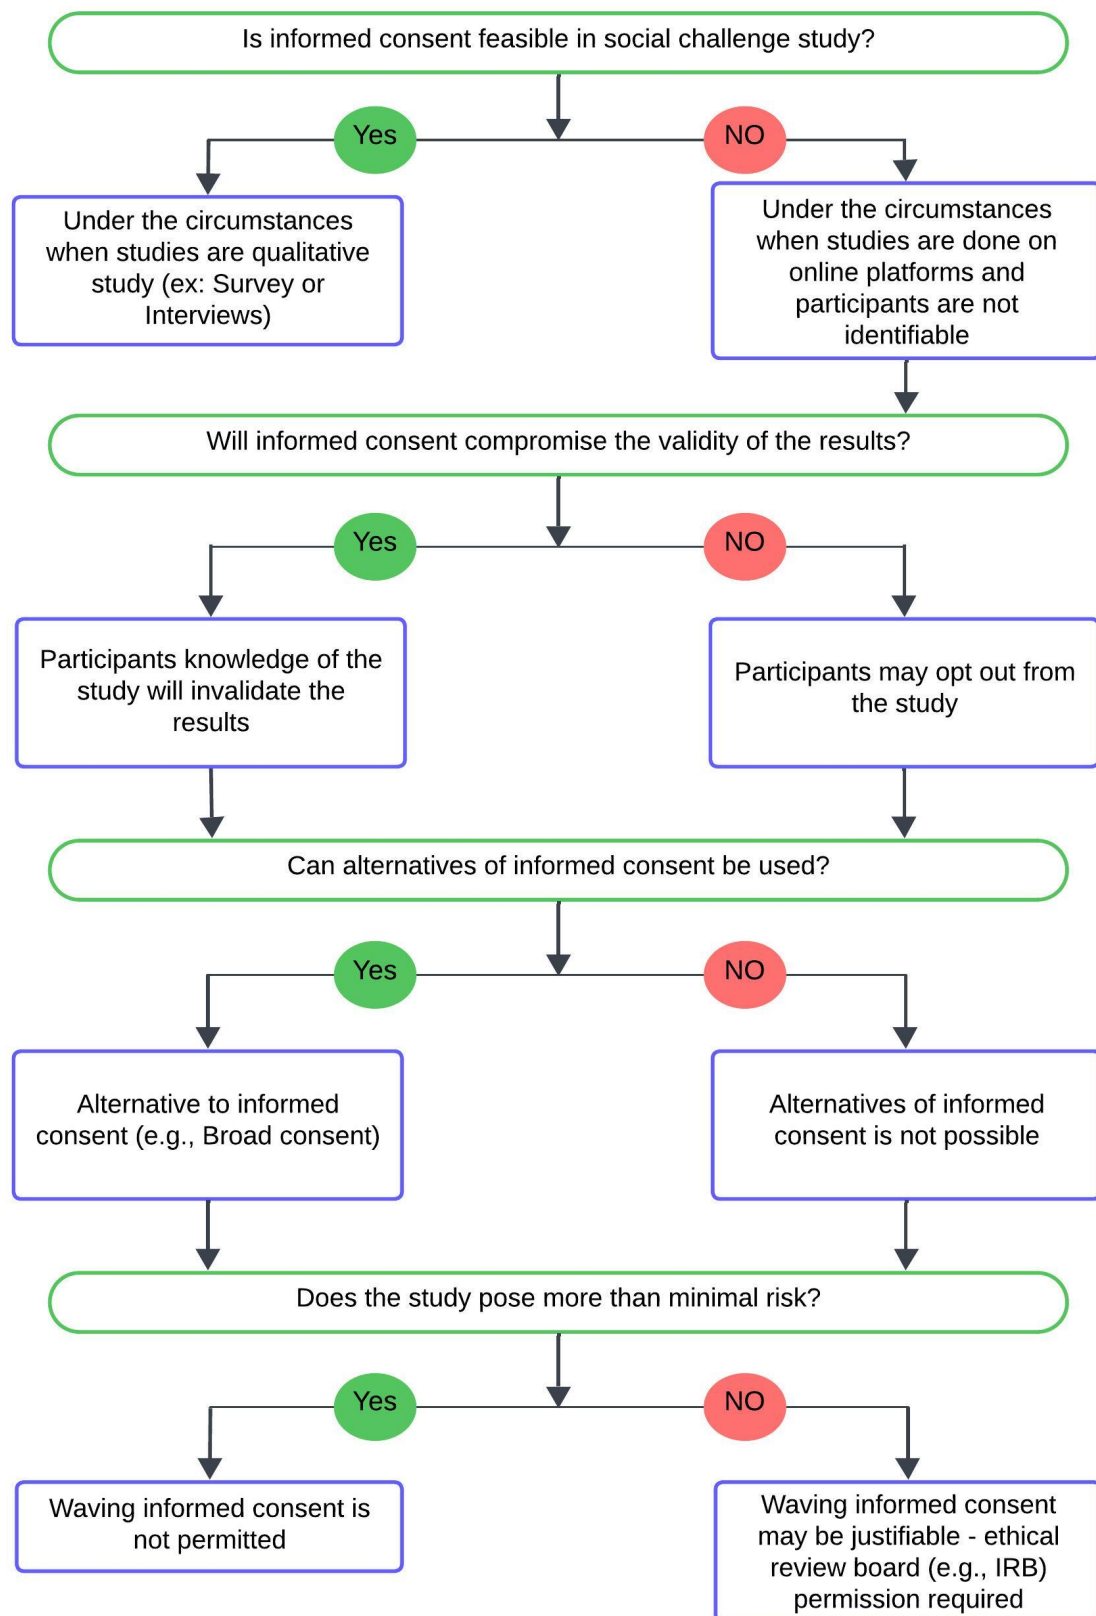 Is informed consent feasible in social challenge study?
Yes
NO
Under the circumstances
when studies are qualitative
study (ex: Survey or
Interviews)
Under the circumstances
when studies are done on
online platforms and
participants are not
identifiable
Will informed consent compromise the validity of the results?
Yes
NO
Participants knowledge of the
study will invalidate the
results
Participants may opt out from
the study
Can alternatives of informed consent be used?
Yes
NO
Alternative to informed
consent (e.g., Broad consent)
Alternatives of informed
consent is not possible
Does the study pose more than minimal risk?
Yes
NO
Waving informed consent is
not permitted
Waving informed consent
may be justifiable - ethical
review board (e.g., IRB)
permission required